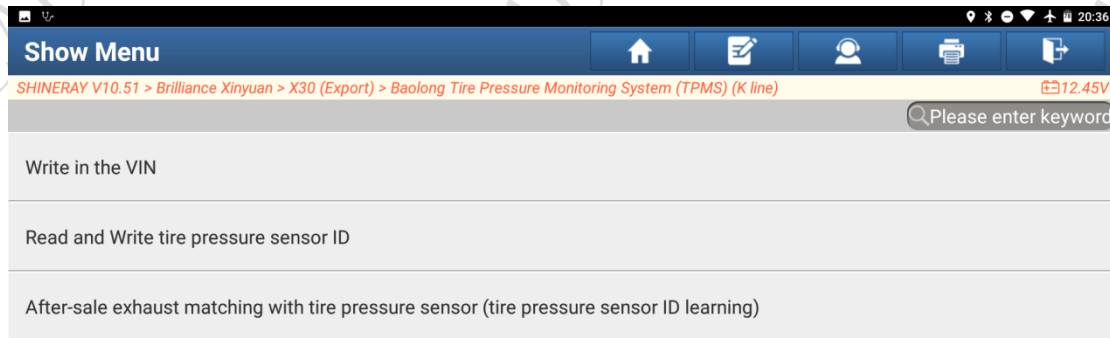 20:36
Show Menu
SHINERAY V10.51 > Brilliance Xinyuan > X30 (Export) > Baolong Tire Pressure Monitoring System (TPMS) (K line)
12.45V
Please enter keyword
Write in the VIN
Read and Write tire pressure sensor ID
After-sale exhaust matching with tire pressure sensor (tire pressure sensor ID learning)